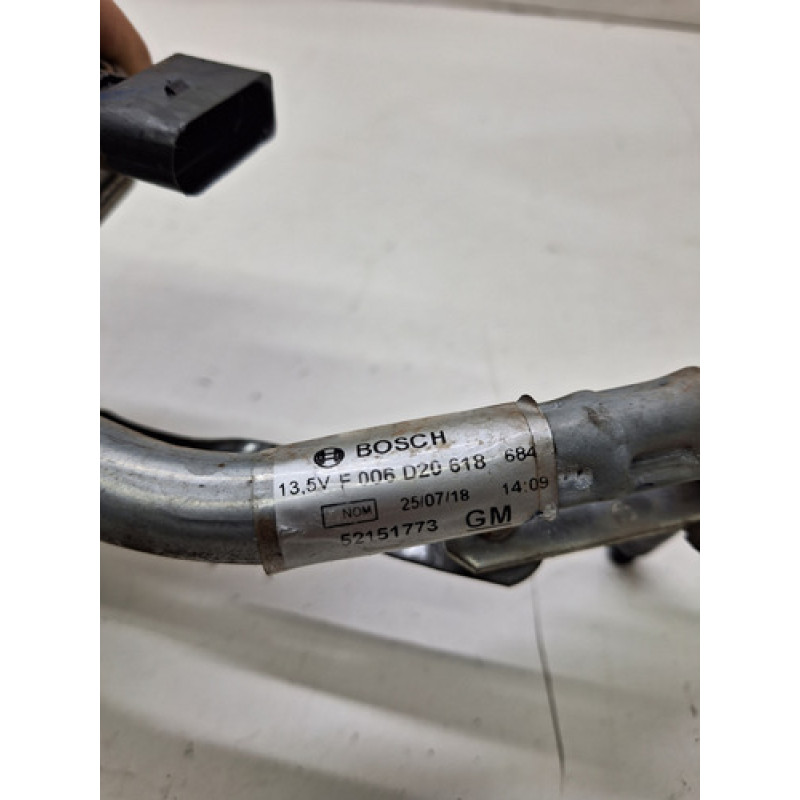 BOSCH
13,5V F 006 D20 618 684
NOM 25/07/18 14:09
52151773 GM